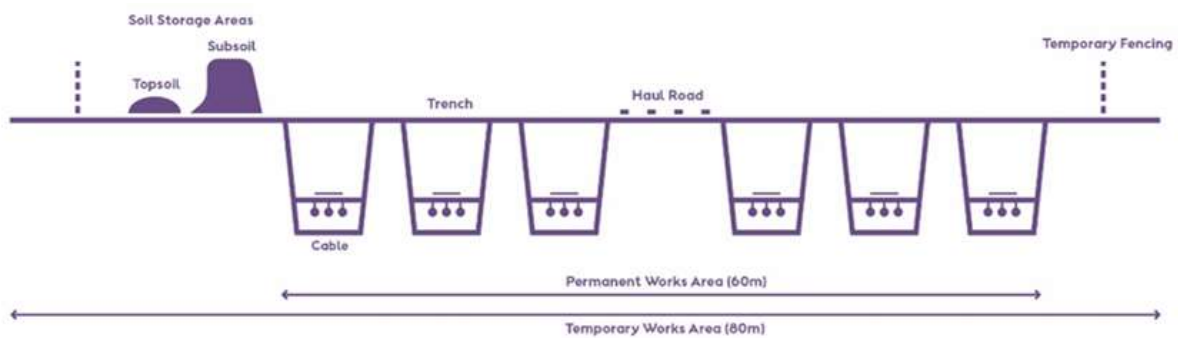 Soil Storage Areas
Subsoil
Temporary Fencing
Topsoil
Haul Road
Trench
Cable
Permanent Works Area (60m)
Temporary Works Area (80m)